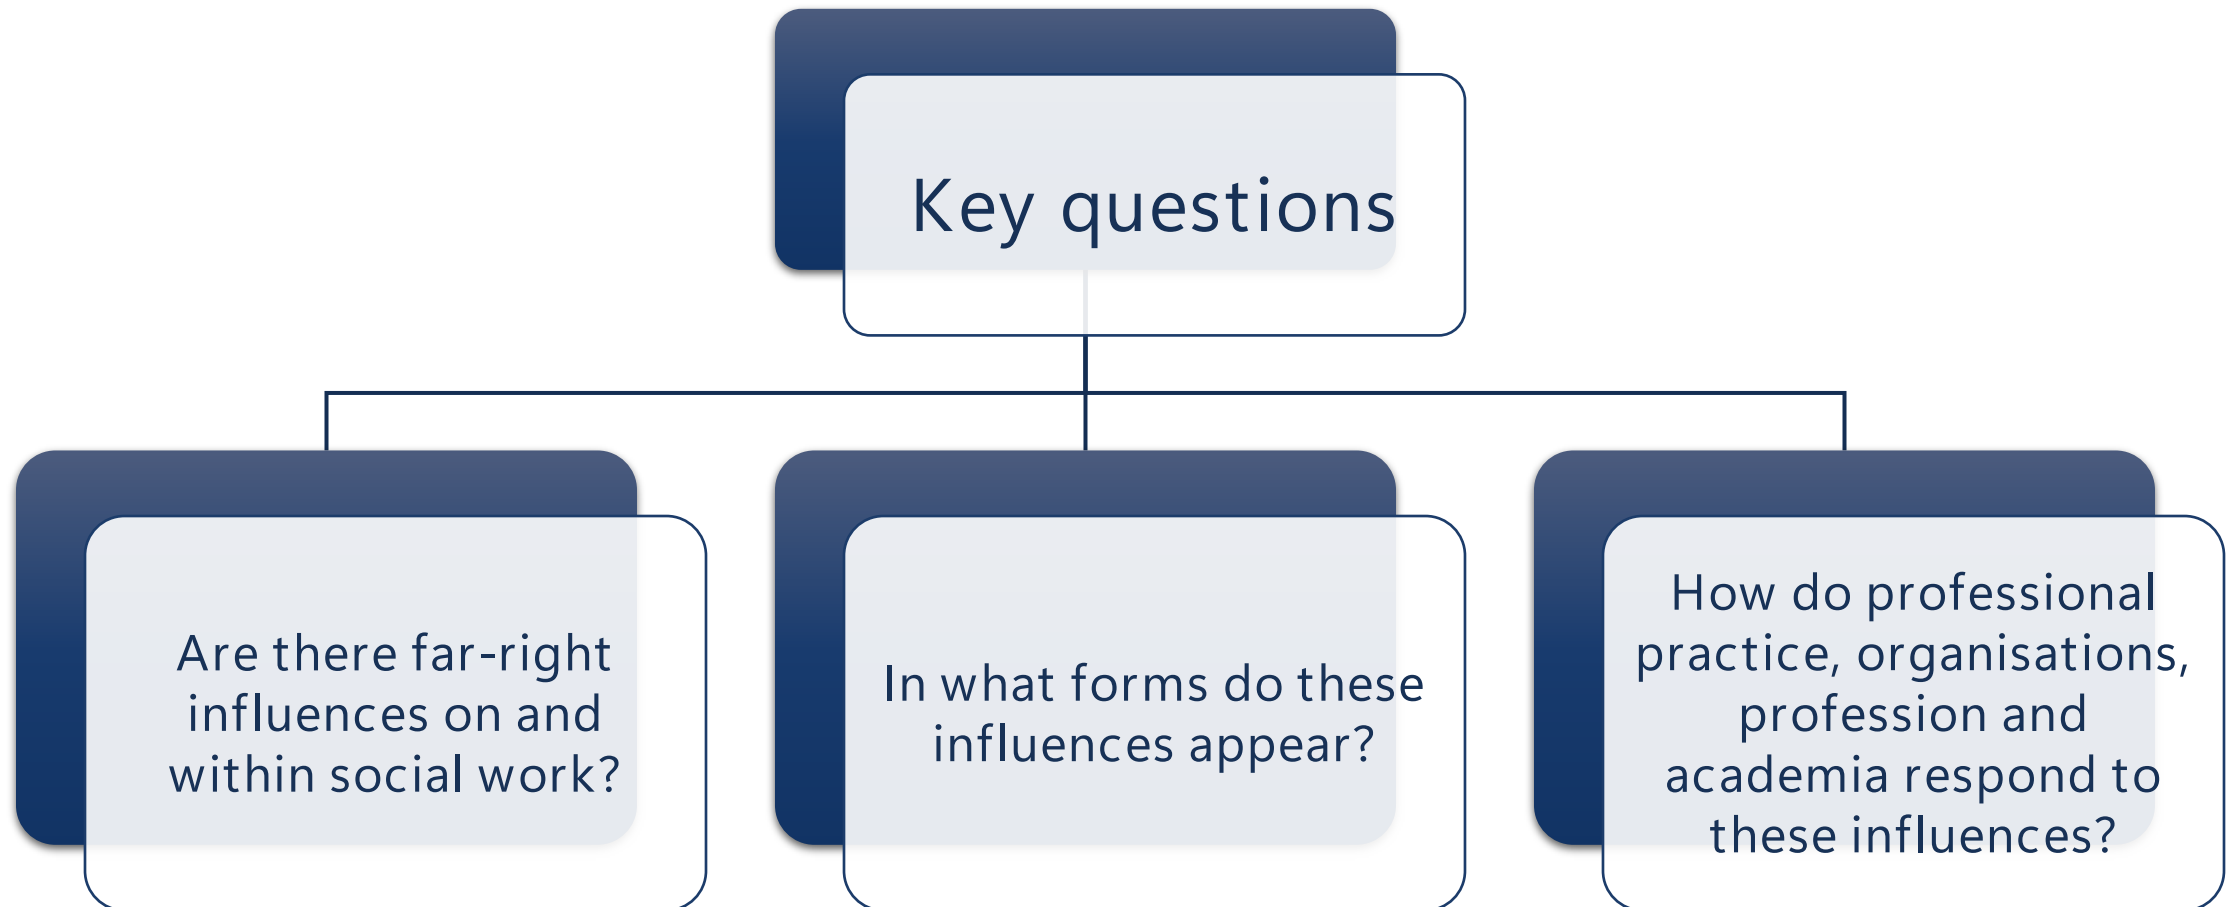 Key questions
Are there far-right
influences on and
within social work?
In what forms do these
influences appear?
How do professional
practice, organisations,
profession and
academia respond to
these influences?